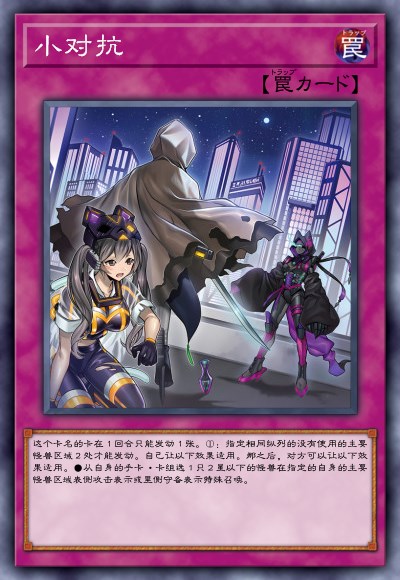 小对抗
トラップ
罠
トラップ
【罠カード】
这个卡名的卡在1回合只能发动1张。①：指定相同纵列的没有使用的主要
怪兽区域2处才能发动。自己让以下效果适用。那之后，对方可以让以下效
果适用。●从自身的手卡·卡组选1只2星以下的怪兽在指定的自身的主要
怪兽区域表侧攻击表示或里侧守备表示特殊召唤。